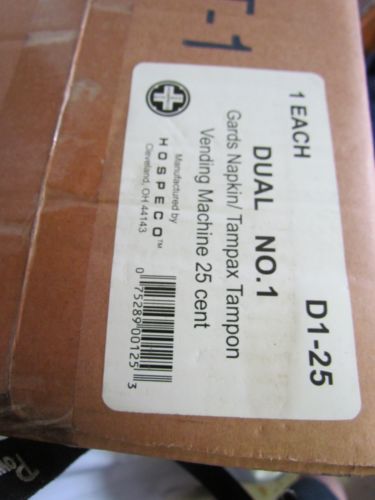 T-1
1 EACH
D1-25
DUAL NO.1
Gards Napkin/ Tampax Tampon
Vending Machine 25 cent
Manufactured by
HOSPECO™
Cleveland, OH 44143
0 75289 00125 3